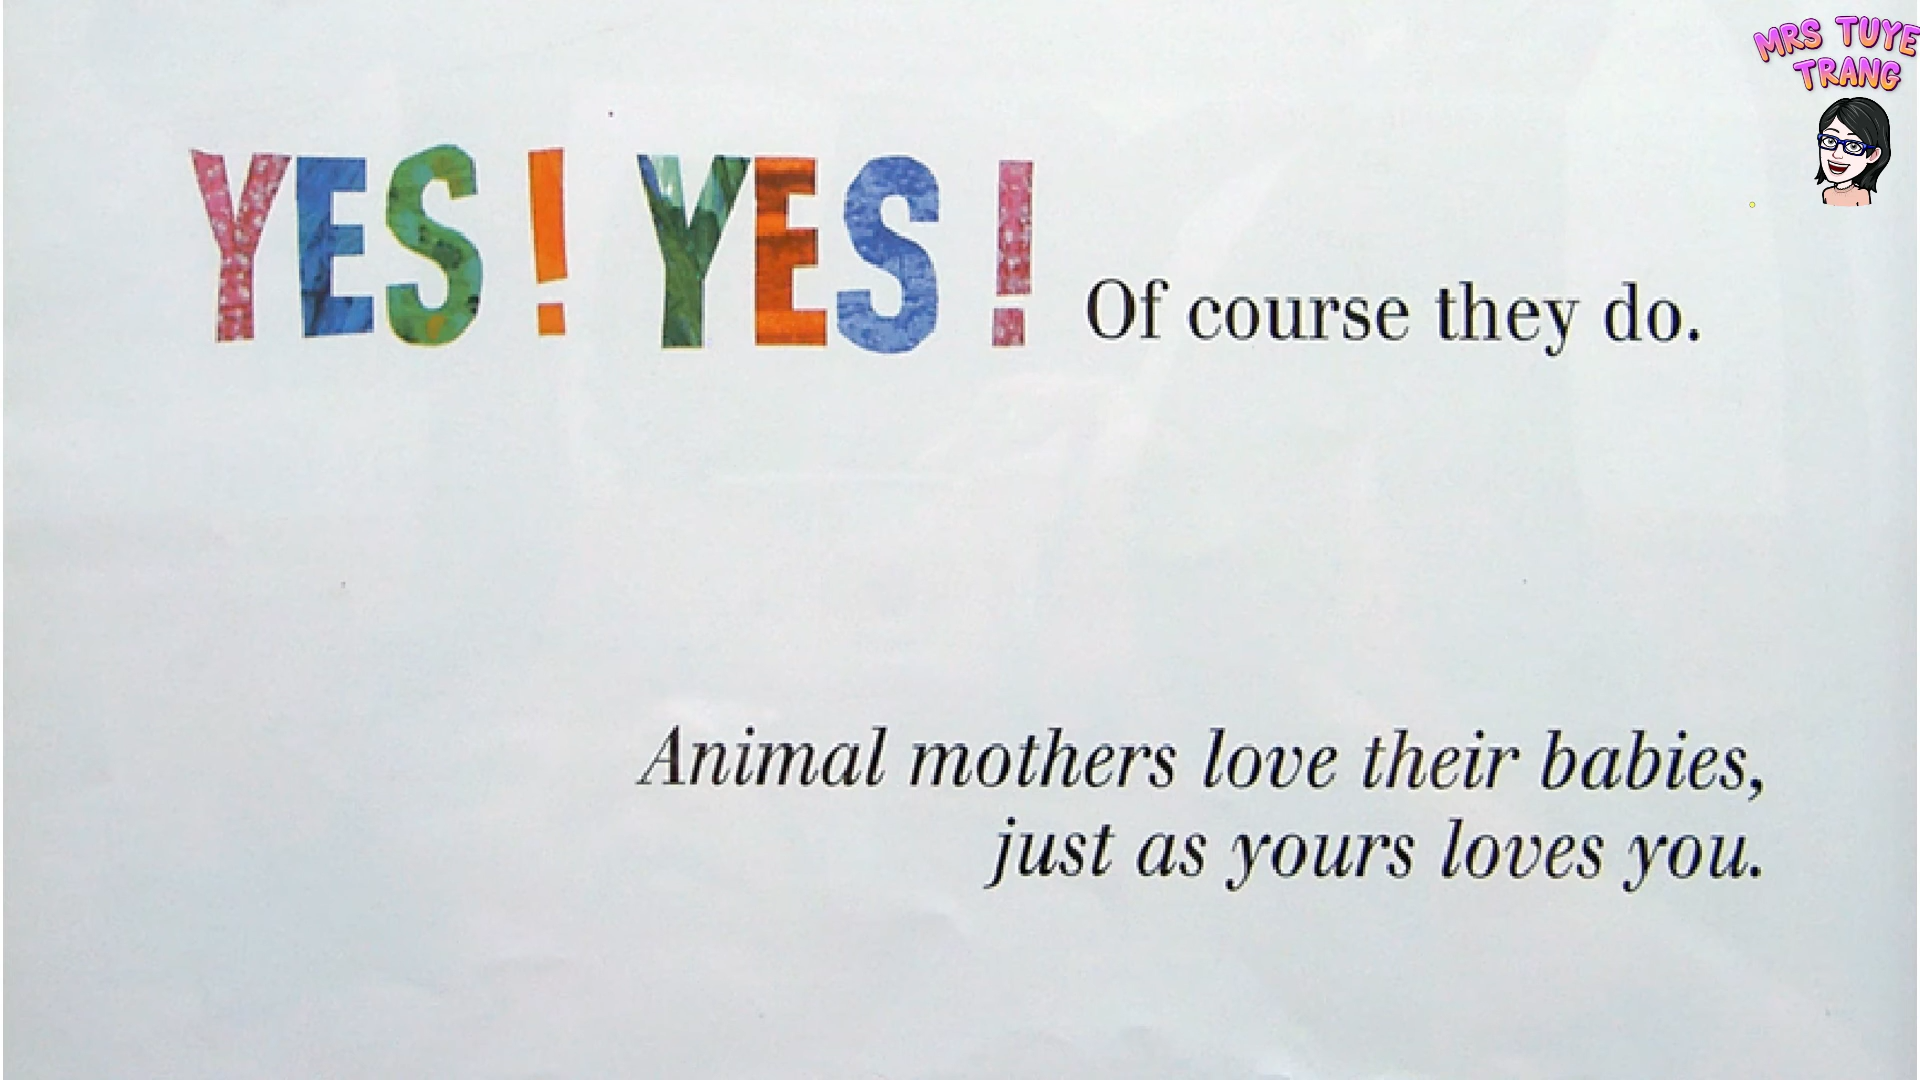 YES! YES! Of course they do.
Animal mothers love their babies,
just as yours loves you.
MRS TUYE
TRANG